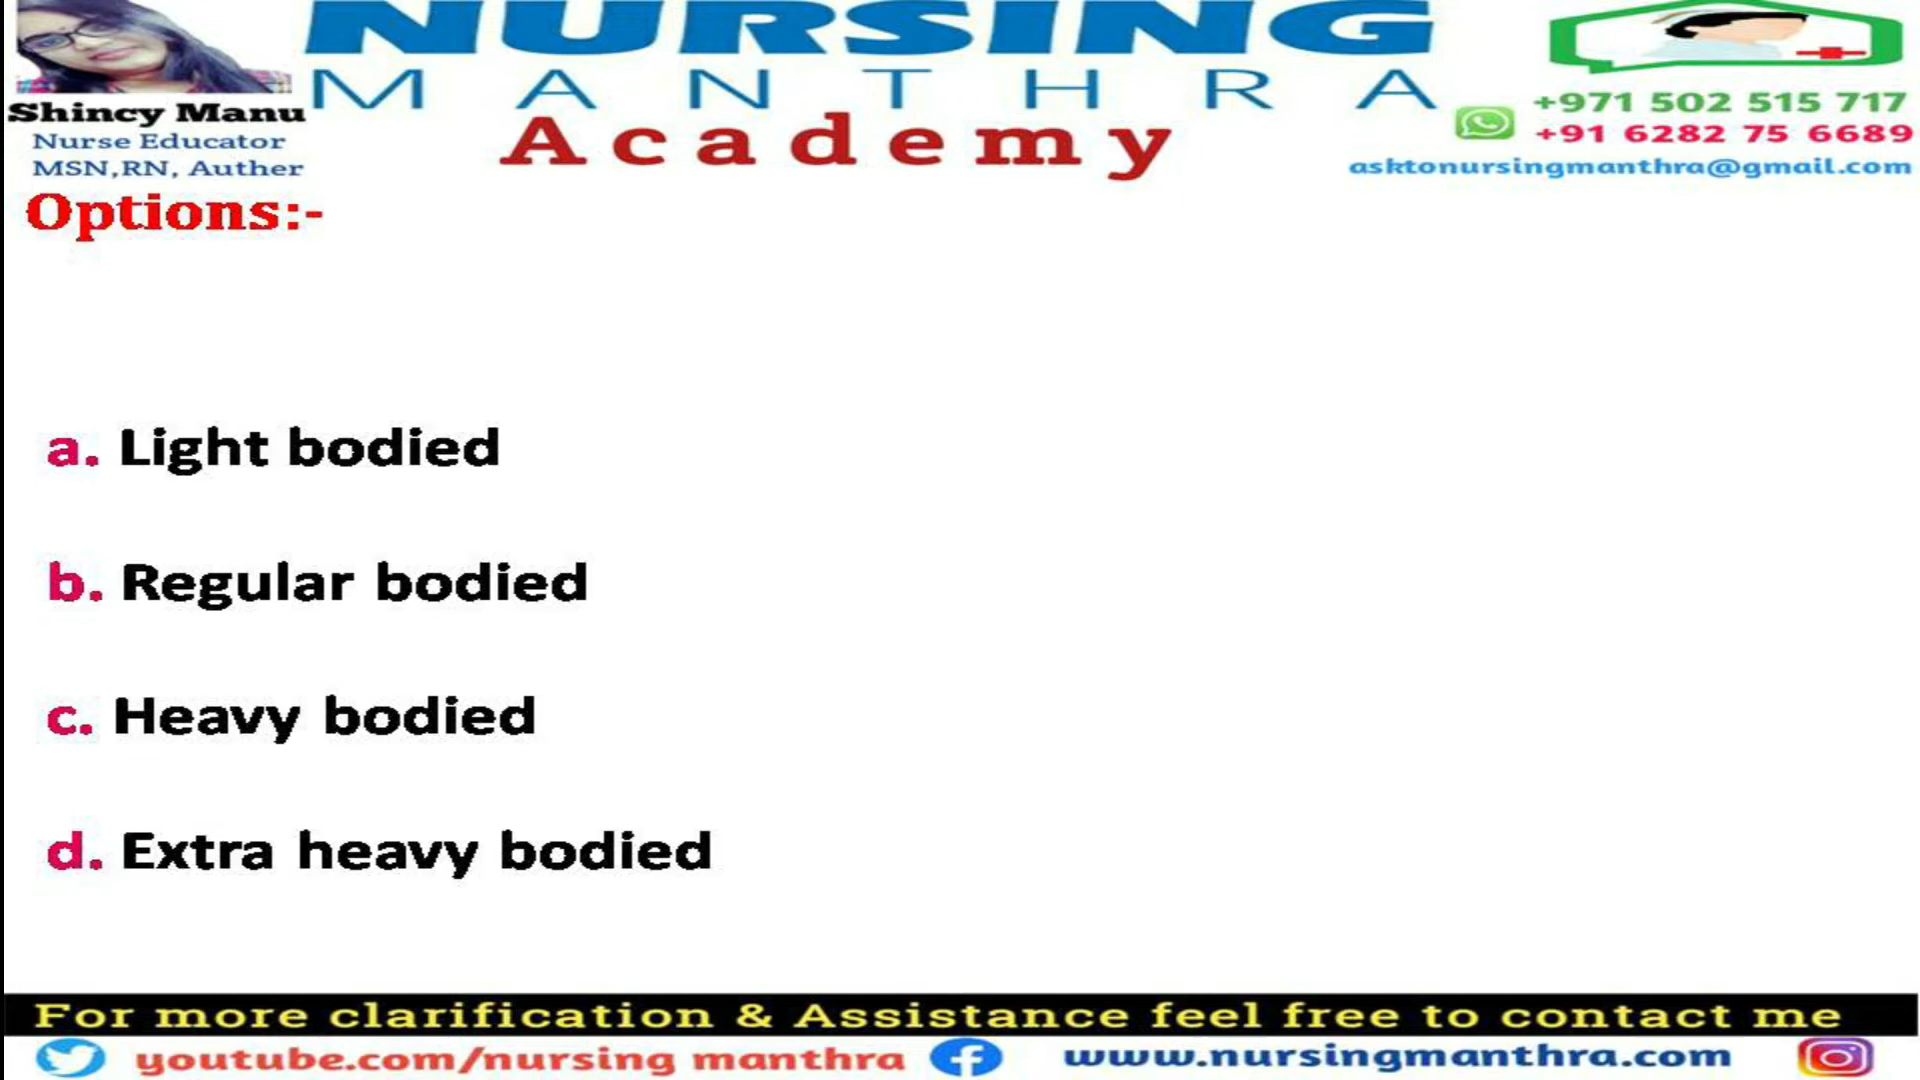 NURSING
MANTHRA
Academy
Shincy Manu
Nurse Educator
MSN,RN, Auther
+971 502 515 717
+91 6282 75 6689
asktonursingmanthra@gmail.com
Options:-
a. Light bodied
b. Regular bodied
c. Heavy bodied
d. Extra heavy bodied
For more clarification & Assistance feel free to contact me
youtube.com/nursing manthra
www.nursingmanthra.com